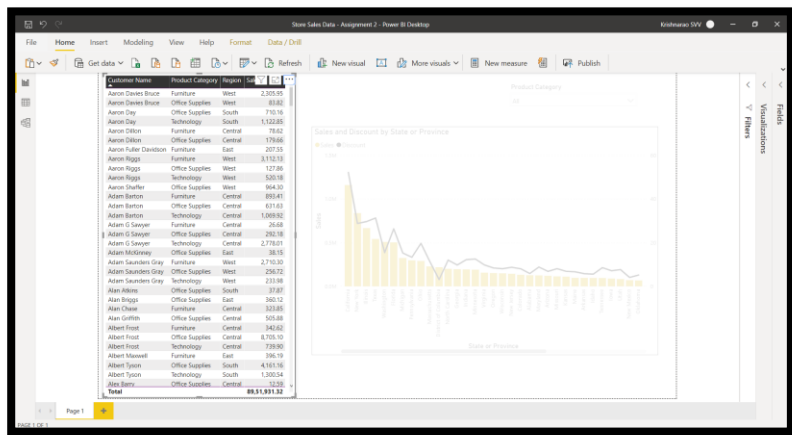 Store Sales Data - Assignment 2 - Power BI Desktop
Krishnarao SVV
File Home Insert Modeling View Help Format Data / Drill
Get data Refresh New visual More visuals New measure Publish
Customer Name Product Category Region Sal
Aaron Davies Bruce Furniture West 2,305.95
Aaron Davies Bruce Office Supplies West 83.82
Aaron Day Office Supplies South 710.16
Aaron Day Technology South 1,122.85
Aaron Dillon Furniture Central 78.62
Aaron Dillon Office Supplies Central 179.66
Aaron Fuller Davidson Furniture East 207.55
Aaron Riggs Furniture West 3,112.13
Aaron Riggs Office Supplies West 127.86
Aaron Riggs Technology West 520.18
Aaron Shaffer Office Supplies West 964.30
Adam Barton Furniture Central 893.41
Adam Barton Office Supplies Central 631.63
Adam Barton Technology Central 1,069.92
Adam G Sawyer Furniture Central 26.68
Adam G Sawyer Office Supplies Central 292.18
Adam G Sawyer Technology Central 2,778.01
Adam McKinney Office Supplies East 38.15
Adam Saunders Gray Furniture West 2,710.30
Adam Saunders Gray Office Supplies West 256.72
Adam Saunders Gray Technology West 233.98
Alan Atkins Office Supplies South 37.87
Alan Briggs Office Supplies East 360.12
Alan Chase Furniture Central 323.85
Alan Griffith Office Supplies Central 505.88
Albert Frost Furniture Central 342.62
Albert Frost Office Supplies Central 8,705.10
Albert Frost Technology Central 739.90
Albert Maxwell Furniture East 396.19
Albert Tyson Office Supplies South 4,161.16
Albert Tyson Technology South 1,300.54
Alex Barry Office Supplies Central 12.59
Total 89,51,931.32
Product Category
All
Sales and Discount by State or Province
Sales Discount
Sales
State or Province
Filters
Visualizations
Fields
Page 1
PAGE 1 OF 1